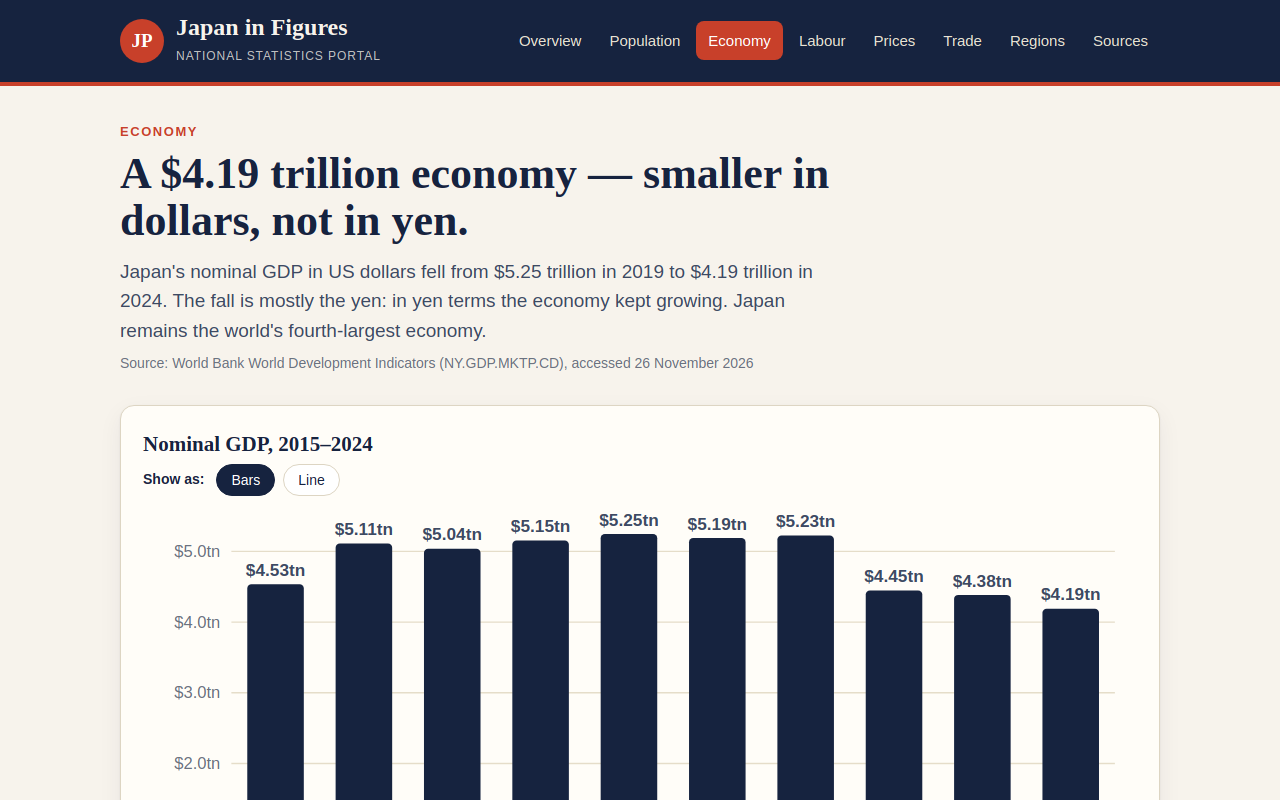 JP
Japan in Figures
NATIONAL STATISTICS PORTAL
Overview Population Economy Labour Prices Trade Regions Sources
ECONOMY
A $4.19 trillion economy — smaller in
dollars, not in yen.
Japan's nominal GDP in US dollars fell from $5.25 trillion in 2019 to $4.19 trillion in
2024. The fall is mostly the yen: in yen terms the economy kept growing. Japan
remains the world's fourth-largest economy.
Source: World Bank World Development Indicators (NY.GDP.MKTP.CD), accessed 26 November 2026
Nominal GDP, 2015–2024
Show as: Bars Line
$4.53tn $5.11tn $5.04tn $5.15tn $5.25tn $5.19tn $5.23tn $4.45tn $4.38tn $4.19tn
$5.0tn
$4.0tn
$3.0tn
$2.0tn